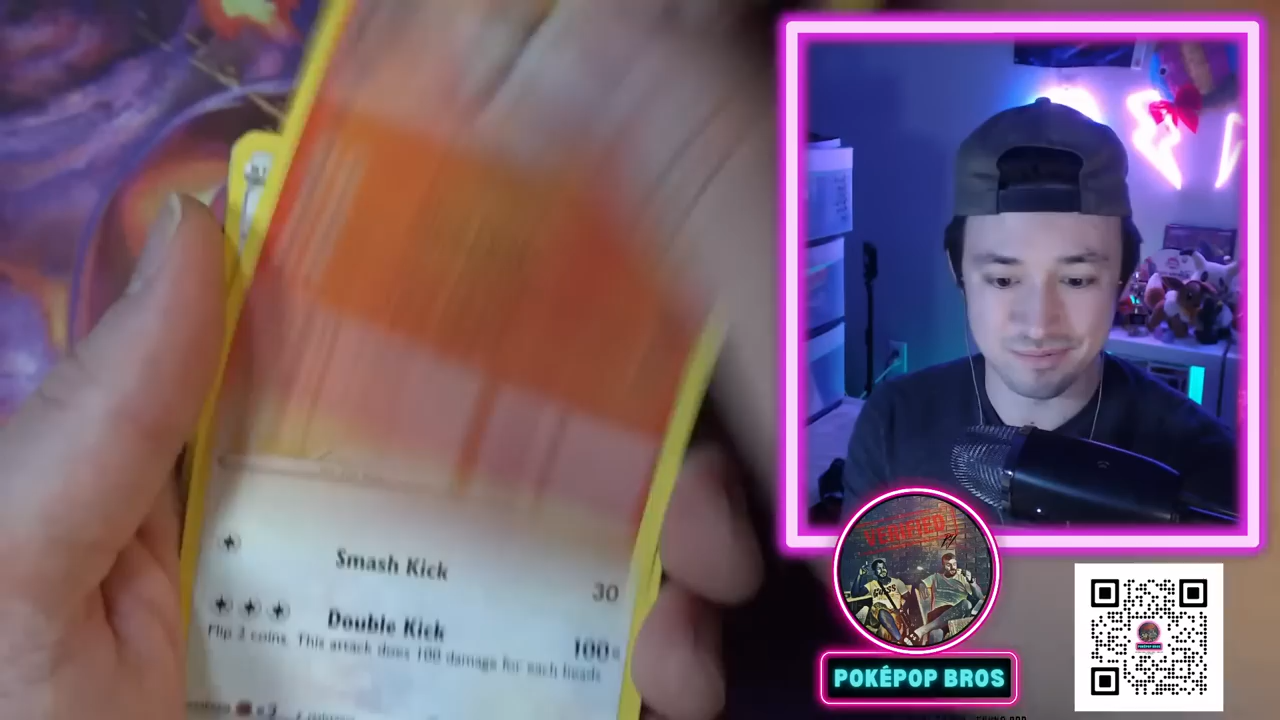 Smash Kick
30
Double Kick
100×
Flip 2 coins. This attack does 100 damage for each heads.
×2
VERIFIED
POKÉPOP BROS